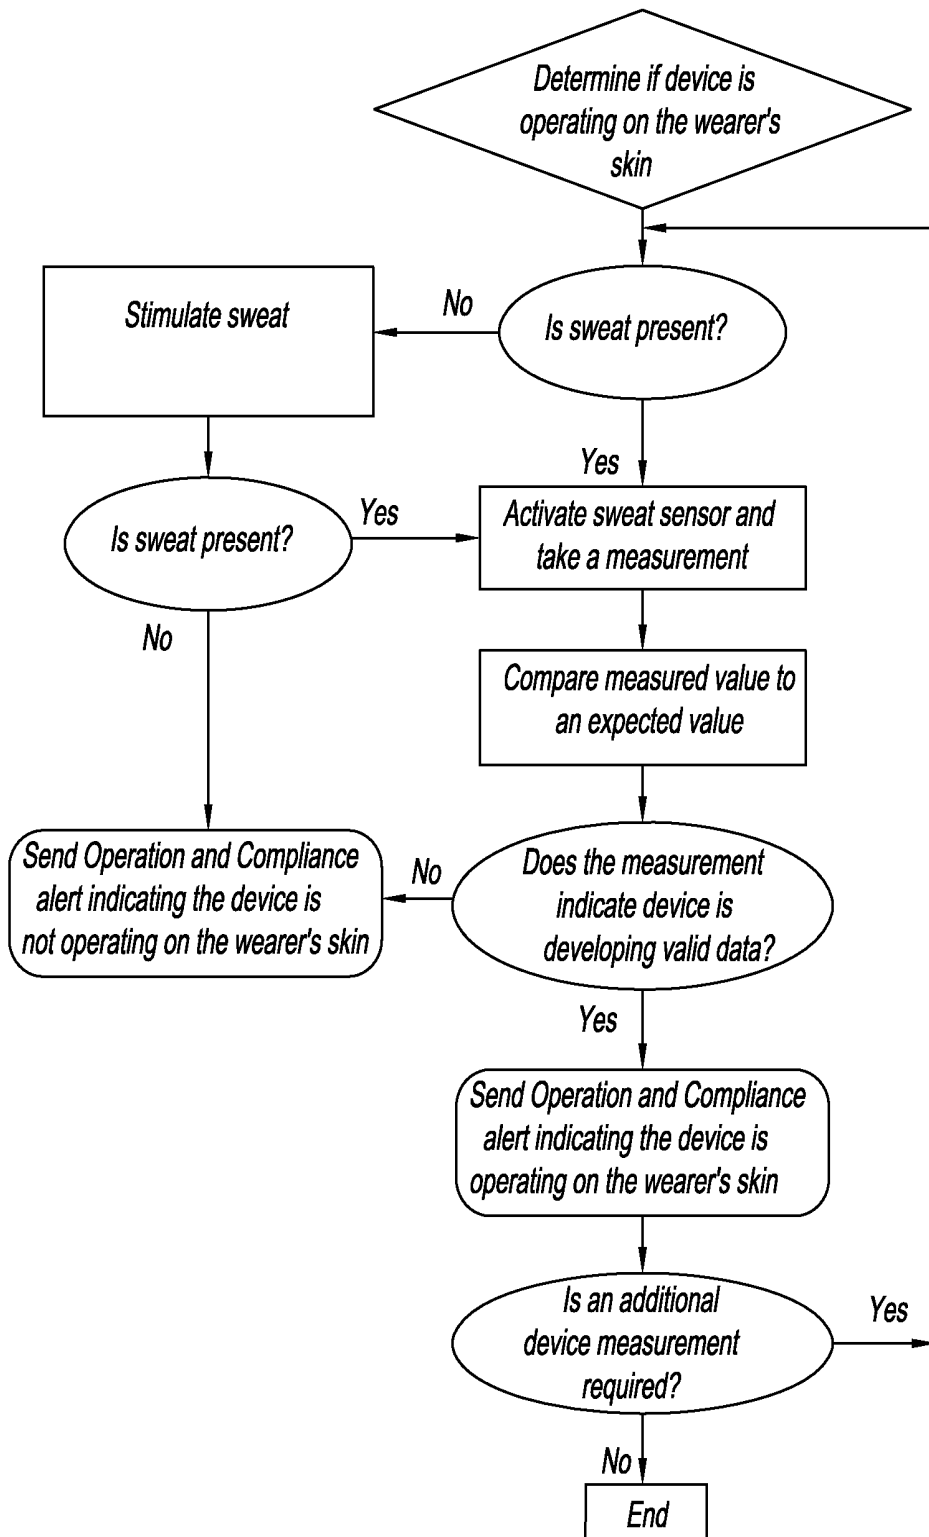 Determine if device is
operating on the wearer's
skin
No
Stimulate sweat
Is sweat present?
Yes
Is sweat present?
Yes
Activate sweat sensor and
take a measurement
No
Compare measured value to
an expected value
Send Operation and Compliance
alert indicating the device is
not operating on the wearer's skin
No
Does the measurement
indicate device is
developing valid data?
Yes
Send Operation and Compliance
alert indicating the device is
operating on the wearer's skin
Is an additional
device measurement
required?
Yes
No
End